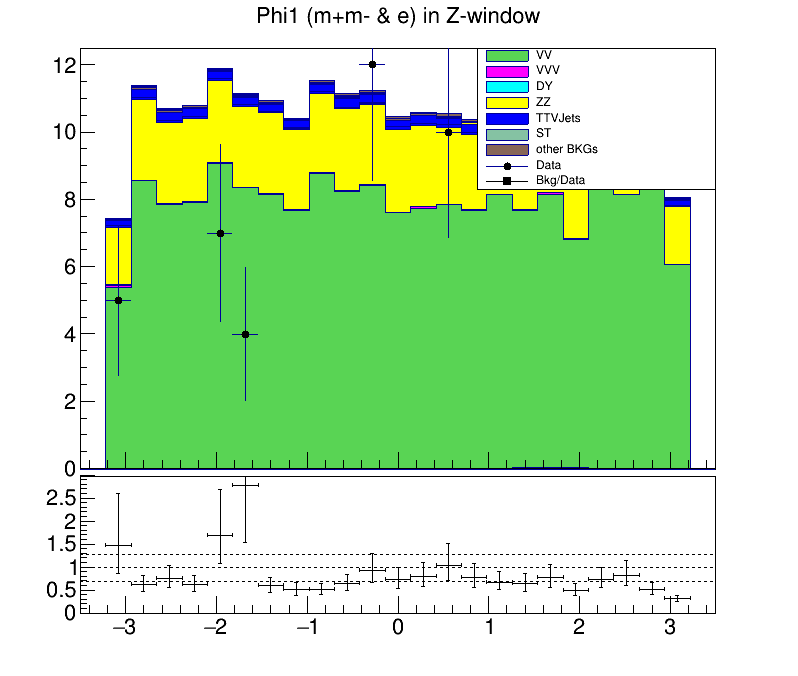 Phi1 (m+m- & e) in Z-window
12
10
8
6
4
2
0
VV
VVV
DY
ZZ
TTVJets
ST
other BKGs
Data
Bkg/Data
2.5
2
1.5
1
0.5
0
−3 −2 −1 0 1 2 3